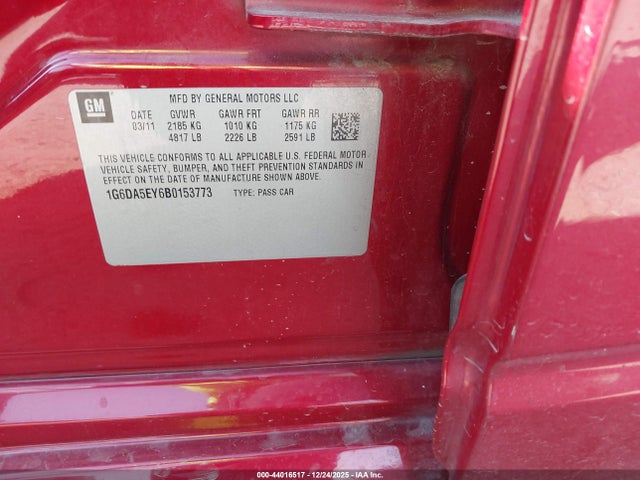 GM
MFD BY GENERAL MOTORS LLC
DATE GVWR GAWR FRT GAWR RR
03/11 2185 KG 1010 KG 1175 KG
4817 LB 2226 LB 2591 LB
THIS VEHICLE CONFORMS TO ALL APPLICABLE U.S. FEDERAL MOTOR
VEHICLE SAFETY, BUMPER, AND THEFT PREVENTION STANDARDS IN
EFFECT ON THE DATE OF MANUFACTURE SHOWN ABOVE.
1G6DA5EY6B0153773 TYPE: PASS CAR
000-44016517 - 12/24/2025 - IAAI.com